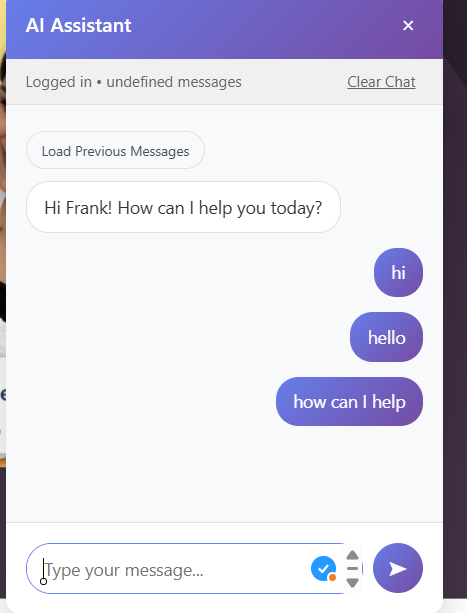 AI Assistant
Logged in • undefined messages Clear Chat
Load Previous Messages
Hi Frank! How can I help you today?
hi
hello
how can I help
Type your message...